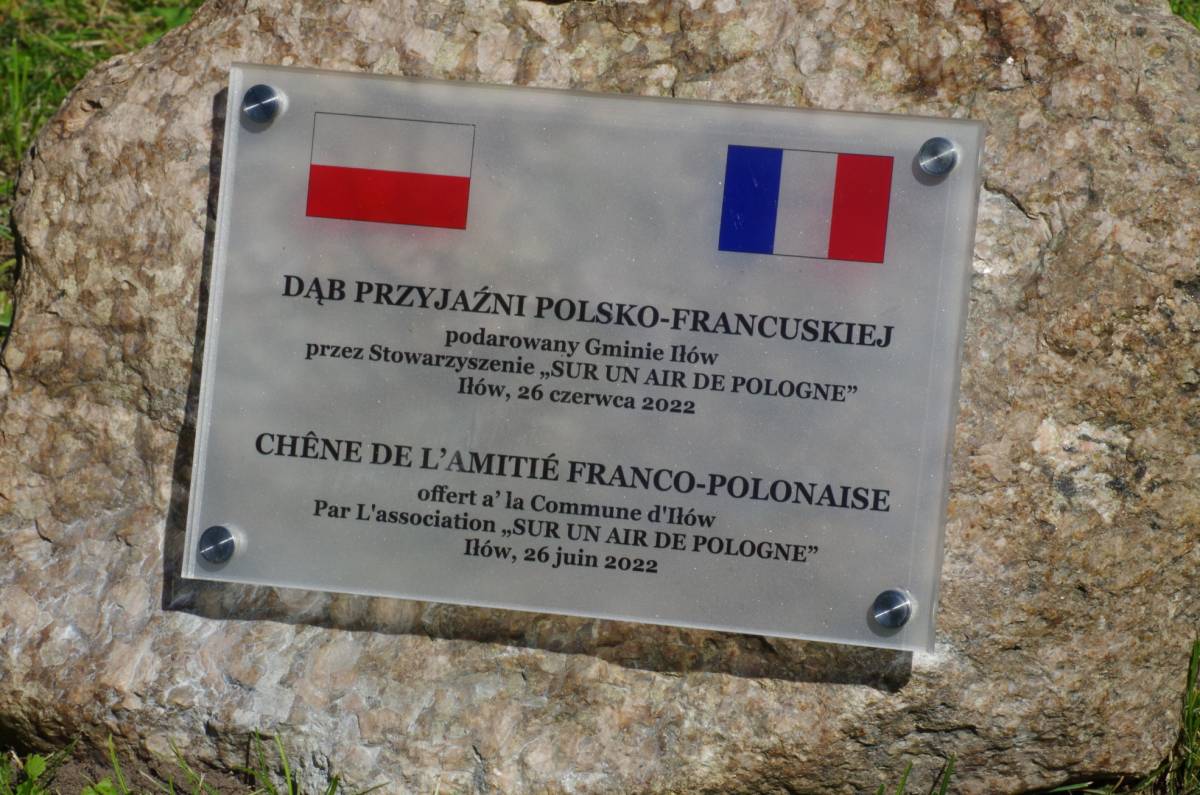 DĄB PRZYJAŹNI POLSKO-FRANCUSKIEJ
podarowany Gminie Iłów
przez Stowarzyszenie „SUR UN AIR DE POLOGNE”
Iłów, 26 czerwca 2022
CHÊNE DE L’AMITIÉ FRANCO-POLONAISE
offert a’ la Commune d'Iłów
Par L'association „SUR UN AIR DE POLOGNE”
Iłów, 26 juin 2022